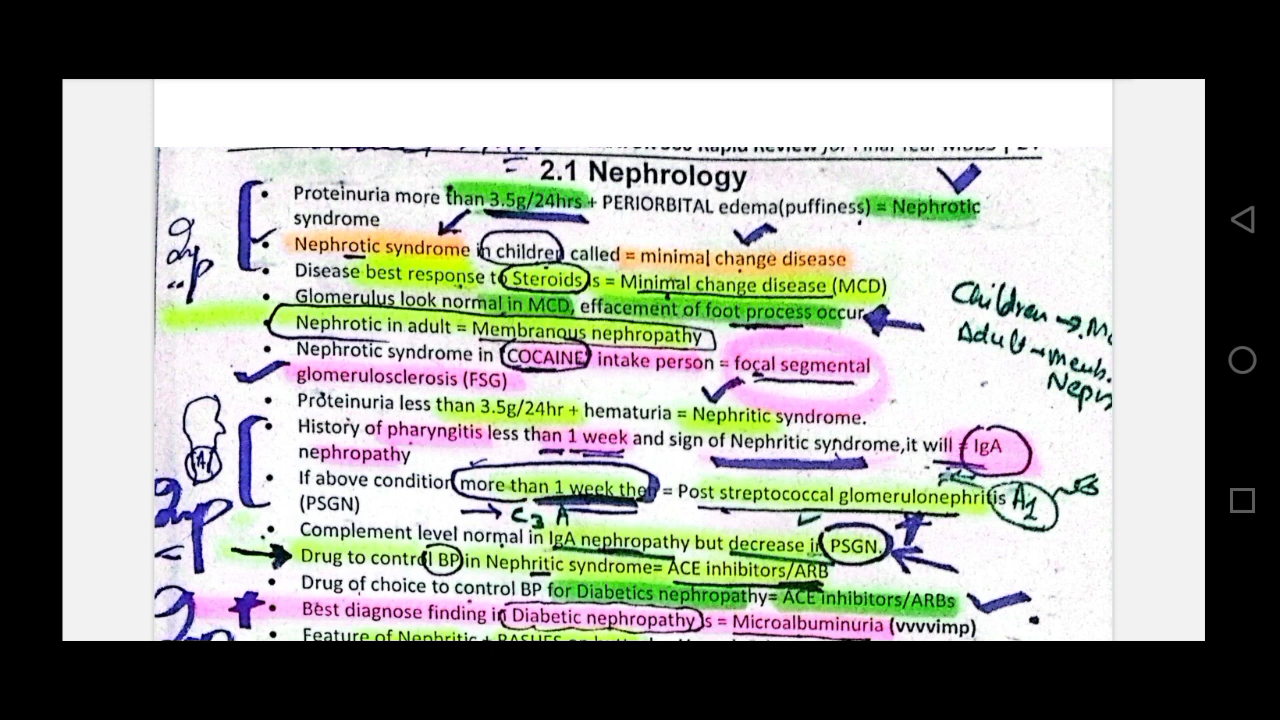 2.1 Nephrology
• Proteinuria more than 3.5g/24hrs + PERIORBITAL edema(puffiness) = Nephrotic
syndrome
• Nephrotic syndrome in children called = minimal change disease
• Disease best response to Steroids is = Minimal change disease (MCD)
• Glomerulus look normal in MCD, effacement of foot process occur
• Nephrotic in adult = Membranous nephropathy
• Nephrotic syndrome in COCAINE intake person = focal segmental
glomerulosclerosis (FSG)
• Proteinuria less than 3.5g/24hr + hematuria = Nephritic syndrome.
• History of pharyngitis less than 1 week and sign of Nephritic syndrome,it will = IgA
nephropathy
• If above condition more than 1 week then = Post streptococcal glomerulonephritis
(PSGN)
• Complement level normal in IgA nephropathy but decrease in PSGN.
• Drug to control BP in Nephritic syndrome= ACE inhibitors/ARB
• Drug of choice to control BP for Diabetics nephropathy= ACE inhibitors/ARBs
• Best diagnose finding in Diabetic nephropathy is = Microalbuminuria (vvvvimp)
• Feature of Nephritic +
Children →
Adult → memb.
A1
C3